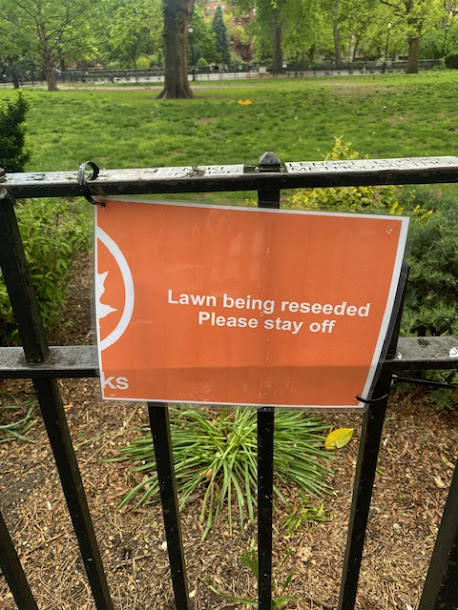 Lawn being reseeded
Please stay off
KS